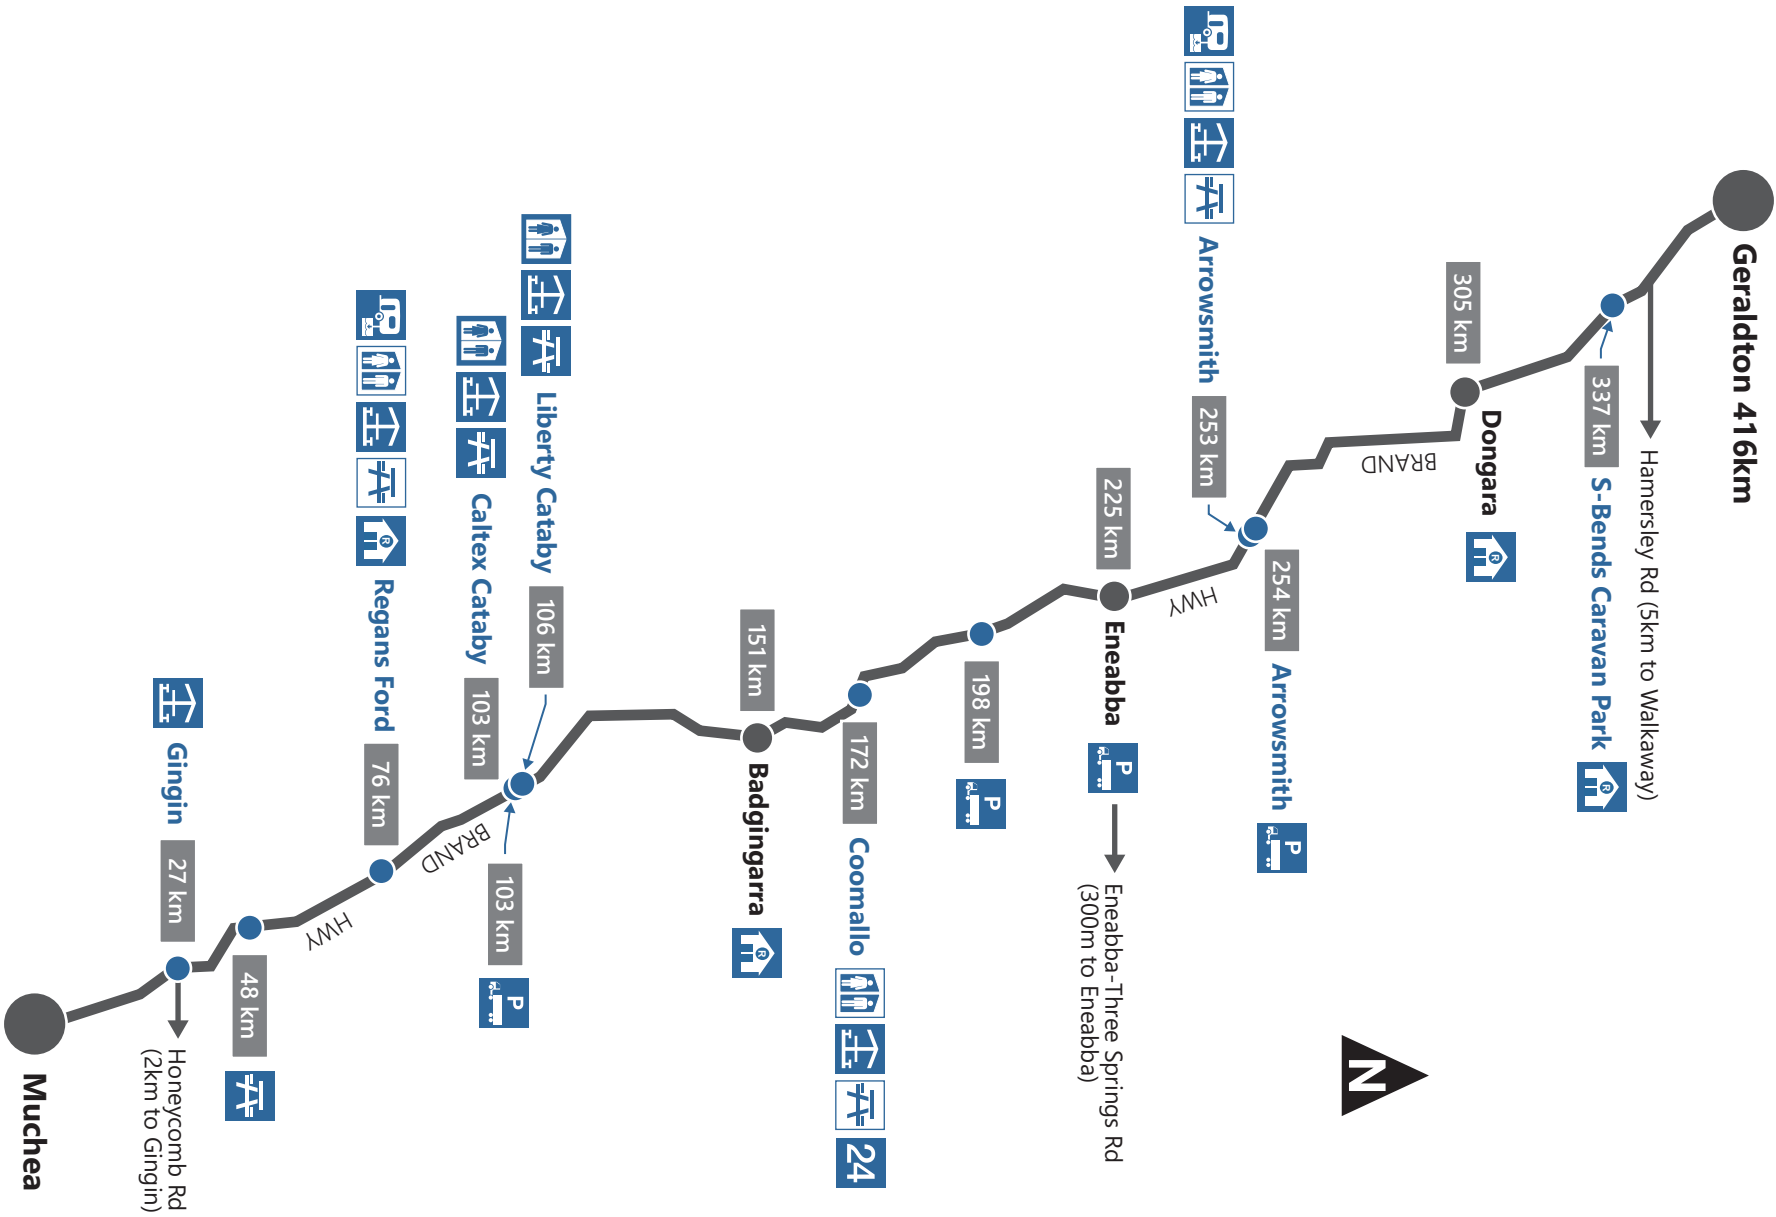 Geraldton 416km
Hamersley Rd (5km to Walkaway)
337 km
S-Bends Caravan Park
R
305 km
Dongara
R
BRAND
Arrowsmith
253 km
254 km
Arrowsmith
P
HWY
225 km
Eneabba
P
Eneabba-Three Springs Rd
(300m to Eneabba)
198 km
P
172 km
Coomallo
24
151 km
Badgingarra
R
Liberty Cataby
106 km
Caltex Cataby
103 km
103 km
P
BRAND
Regans Ford
R
76 km
HWY
48 km
Gingin
27 km
Honeycomb Rd
(2km to Gingin)
Muchea
N